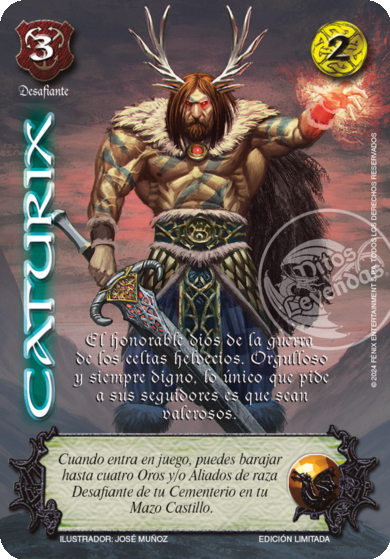 3
2
Desafiante
CATURIX
El honorable dios de la guerra
de los celtas helvecios. Orgulloso
y siempre digno, lo único que pide
a sus seguidores es que sean
valerosos.
Cuando entra en juego, puedes barajar
hasta cuatro Oros y/o Aliados de raza
Desafiante de tu Cementerio en tu
Mazo Castillo.
ILUSTRADOR: JOSÉ MUÑOZ
EDICIÓN LIMITADA
© 2024 FÉNIX ENTERTAINMENT SPA. TODOS LOS DERECHOS RESERVADOS
Mitos
Leyendas